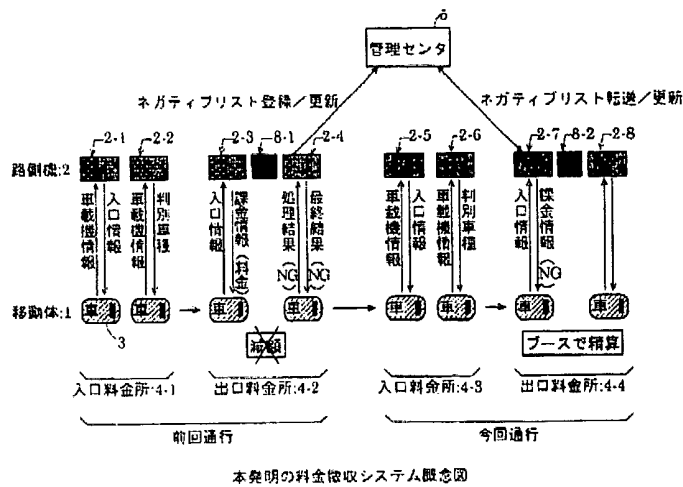 5
管理センタ
ネガティブリスト登録/更新
ネガティブリスト転送/更新
2-1
2-2
2-3
8-1
2-4
2-5
2-6
2-7
8-2
2-8
路側機:2
車載機情報
入口情報
車載機情報
判別車種
入口情報
課金情報(料金)
処理結果(NG)
最終結果(NG)
車載機情報
入口情報
車載機情報
判別車種
入口情報
課金情報(NG)
移動体:1
車
車
車
車
車
車
車
車
3
減額
ブースで精算
入口料金所:4-1
出口料金所:4-2
入口料金所:4-3
出口料金所:4-4
前回通行
今回通行
本発明の料金徴収システム概念図